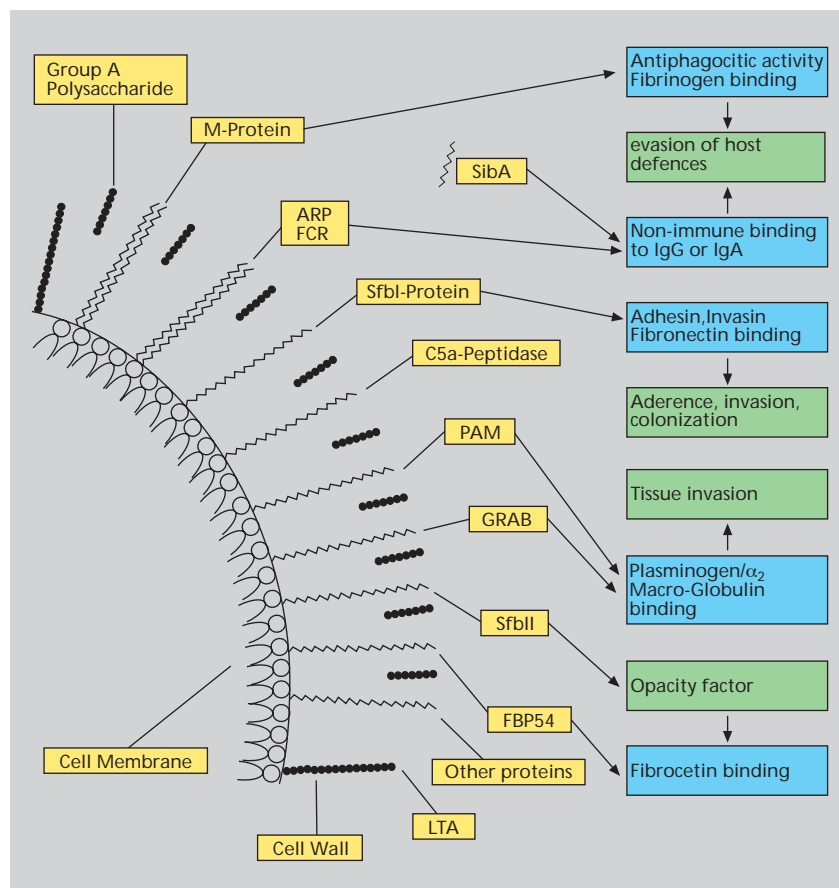 Group A
Polysaccharide
M-Protein
SibA
ARP
FCR
SfbI-Protein
C5a-Peptidase
PAM
GRAB
SfbII
FBP54
Other proteins
LTA
Cell Wall
Cell Membrane
Antiphagocitic activity
Fibrinogen binding
evasion of host
defences
Non-immune binding
to IgG or IgA
Adhesin,Invasin
Fibronectin binding
Aderence, invasion,
colonization
Tissue invasion
Plasminogen/α₂
Macro-Globulin
binding
Opacity factor
Fibrocetin binding